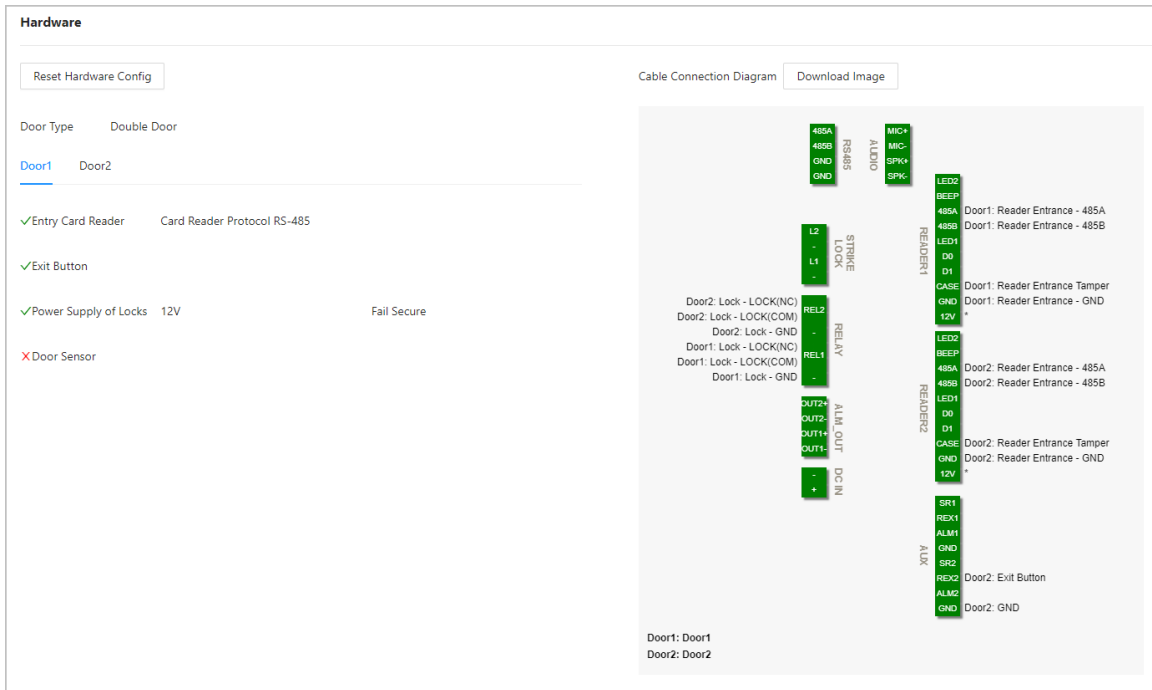 Hardware
Reset Hardware Config
Cable Connection Diagram Download Image
Door Type Double Door
Door1 Door2
✓Entry Card Reader Card Reader Protocol RS-485
✓Exit Button
✓Power Supply of Locks 12V Fail Secure
✗Door Sensor
485A
485B
GND
GND
RS485
AUDIO
MIC+
MIC-
SPK+
SPK-
L2
-
L1
-
STRIKE
LOCK
Door2: Lock - LOCK(NC)
Door2: Lock - LOCK(COM)
Door2: Lock - GND
Door1: Lock - LOCK(NC)
Door1: Lock - LOCK(COM)
Door1: Lock - GND
REL2
-
REL1
-
RELAY
OUT2+
OUT2-
OUT1+
OUT1-
ALM_OUT
-
+
DC IN
READER1
LED2
BEEP
485A Door1: Reader Entrance - 485A
485B Door1: Reader Entrance - 485B
LED1
D0
D1
CASE Door1: Reader Entrance Tamper
GND Door1: Reader Entrance - GND
12V *
READER2
LED2
BEEP
485A Door2: Reader Entrance - 485A
485B Door2: Reader Entrance - 485B
LED1
D0
D1
CASE Door2: Reader Entrance Tamper
GND Door2: Reader Entrance - GND
12V *
AUX
SR1
REX1
ALM1
GND
SR2
REX2 Door2: Exit Button
ALM2
GND Door2: GND
Door1: Door1
Door2: Door2